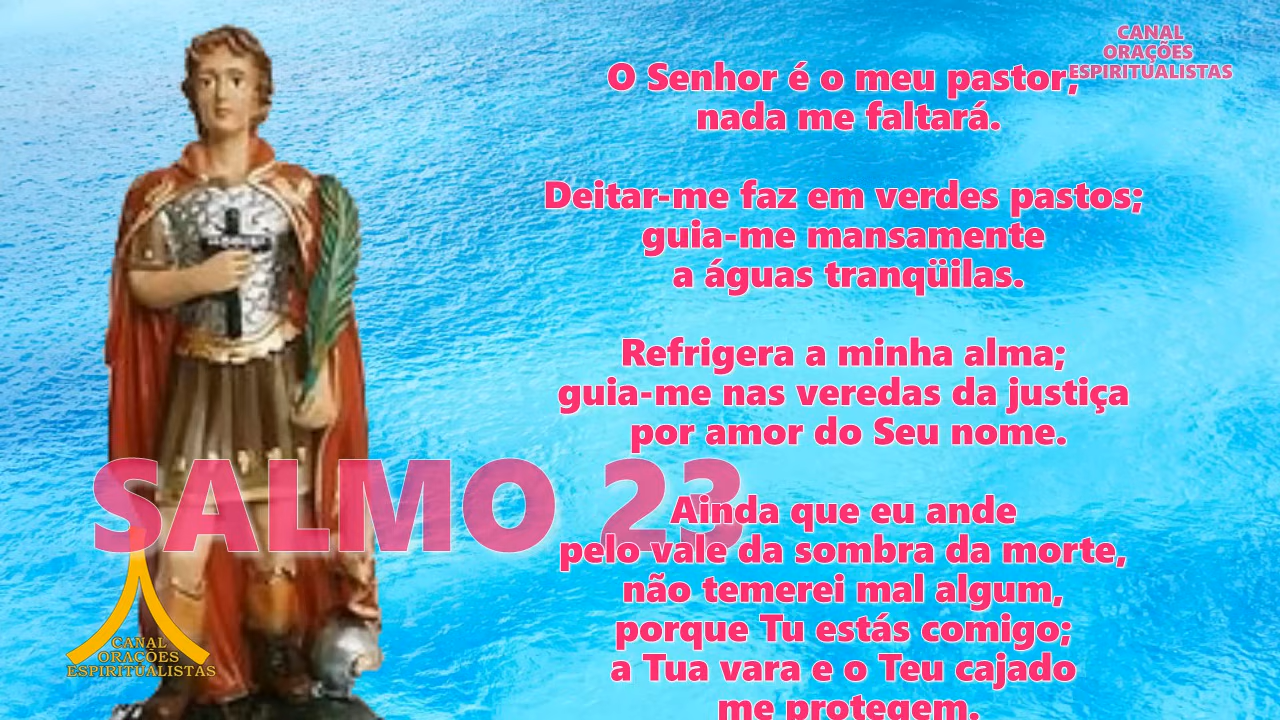 CANAL
ORAÇÕES
ESPIRITUALISTAS
O Senhor é o meu pastor,
nada me faltará.
Deitar-me faz em verdes pastos;
guia-me mansamente
a águas tranqüilas.
Refrigera a minha alma;
guia-me nas veredas da justiça
por amor do Seu nome.
SALMO 23
Ainda que eu ande
pelo vale da sombra da morte,
não temerei mal algum,
porque Tu estás comigo;
a Tua vara e o Teu cajado
me protegem.
CANAL
ORAÇÕES
ESPIRITUALISTAS